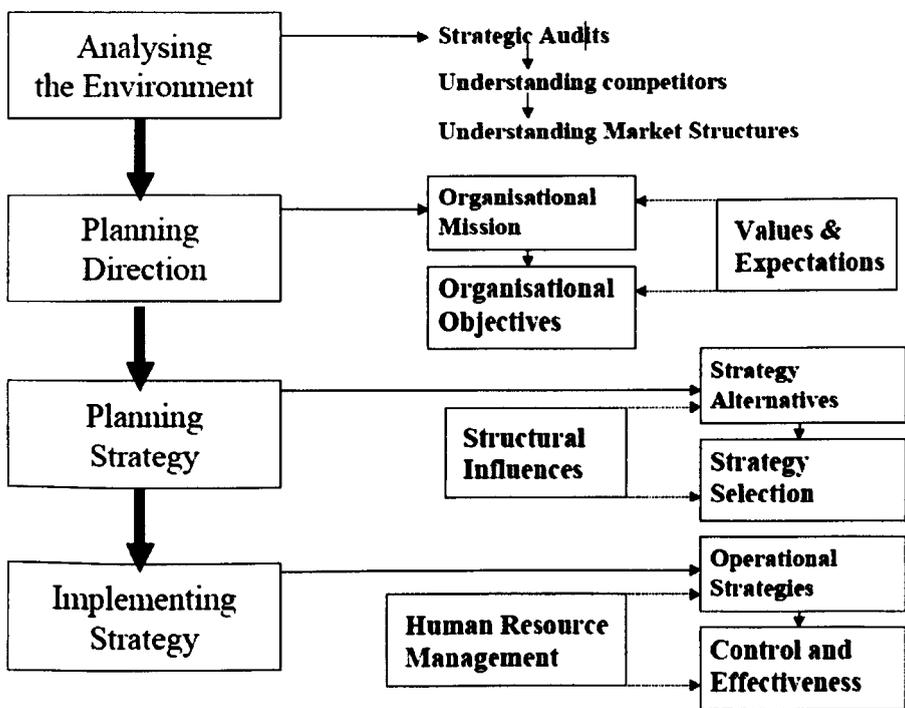 Analysing
the Environment
Strategic Audits
Understanding competitors
Understanding Market Structures
Planning
Direction
Organisational
Mission
Organisational
Objectives
Values &
Expectations
Planning
Strategy
Structural
Influences
Strategy
Alternatives
Strategy
Selection
Implementing
Strategy
Human Resource
Management
Operational
Strategies
Control and
Effectiveness